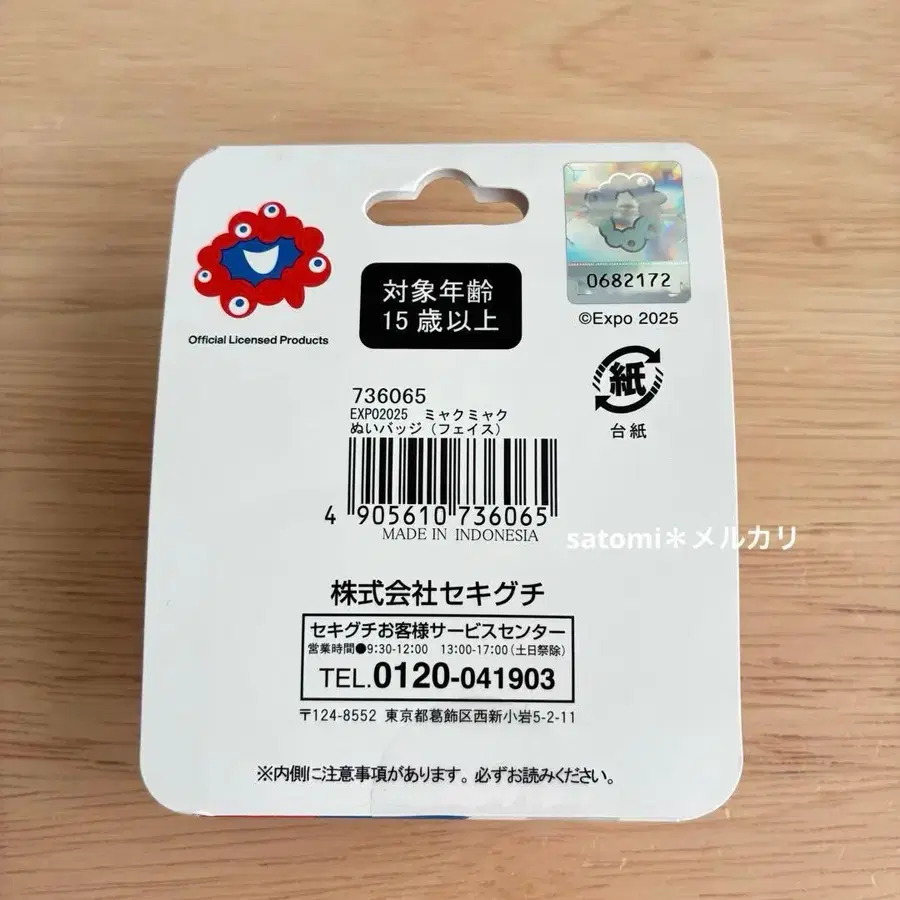 Official Licensed Products
対象年齢
15歳以上
0682172
©Expo 2025
紙
台紙
736065
EXPO2025 ミャクミャク
ぬいバッジ（フェイス）
4 905610 736065
MADE IN INDONESIA
satomi＊メルカリ
株式会社セキグチ
セキグチお客様サービスセンター
営業時間●9:30-12:00 13:00-17:00（土日祭除）
TEL.0120-041903
〒124-8552 東京都葛飾区西新小岩5-2-11
※内側に注意事項があります。必ずお読みください。